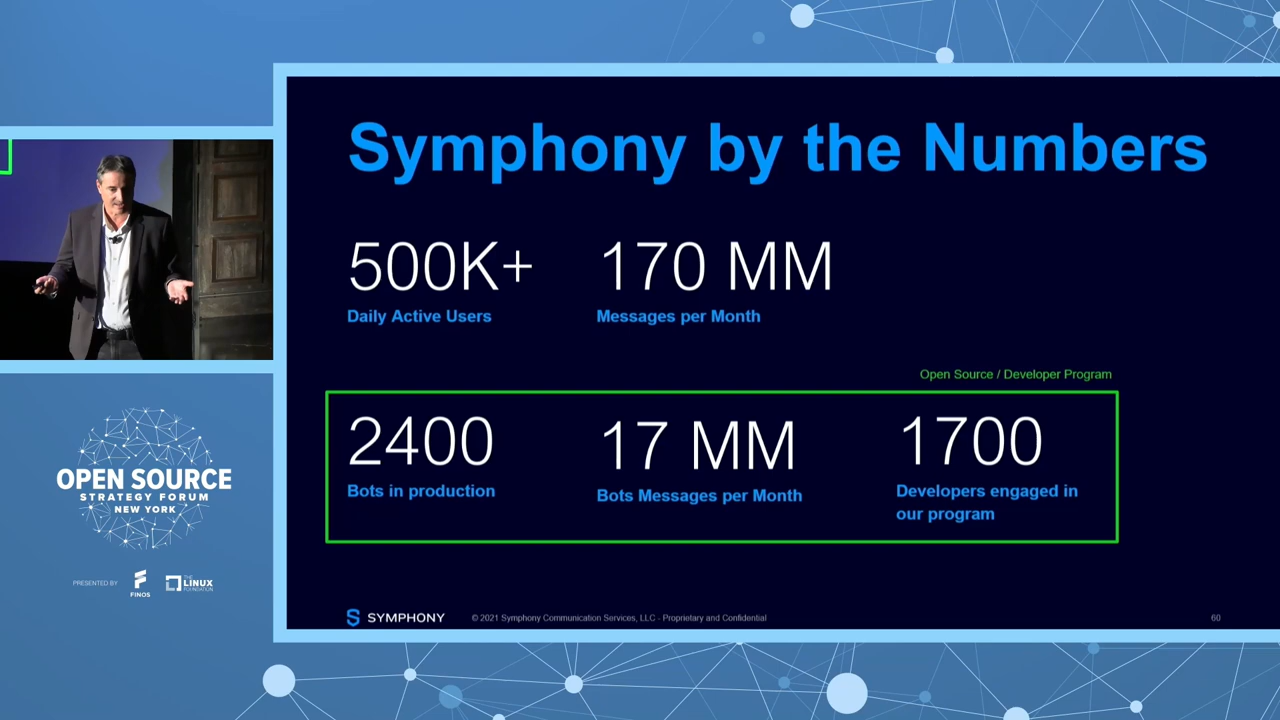 Symphony by the Numbers
500K+
Daily Active Users
170 MM
Messages per Month
Open Source / Developer Program
2400
Bots in production
17 MM
Bots Messages per Month
1700
Developers engaged in
our program
SYMPHONY
© 2021 Symphony Communication Services, LLC - Proprietary and Confidential
60
OPEN SOURCE
STRATEGY FORUM
NEW YORK
PRESENTED BY
FINOS
THE
LINUX
FOUNDATION